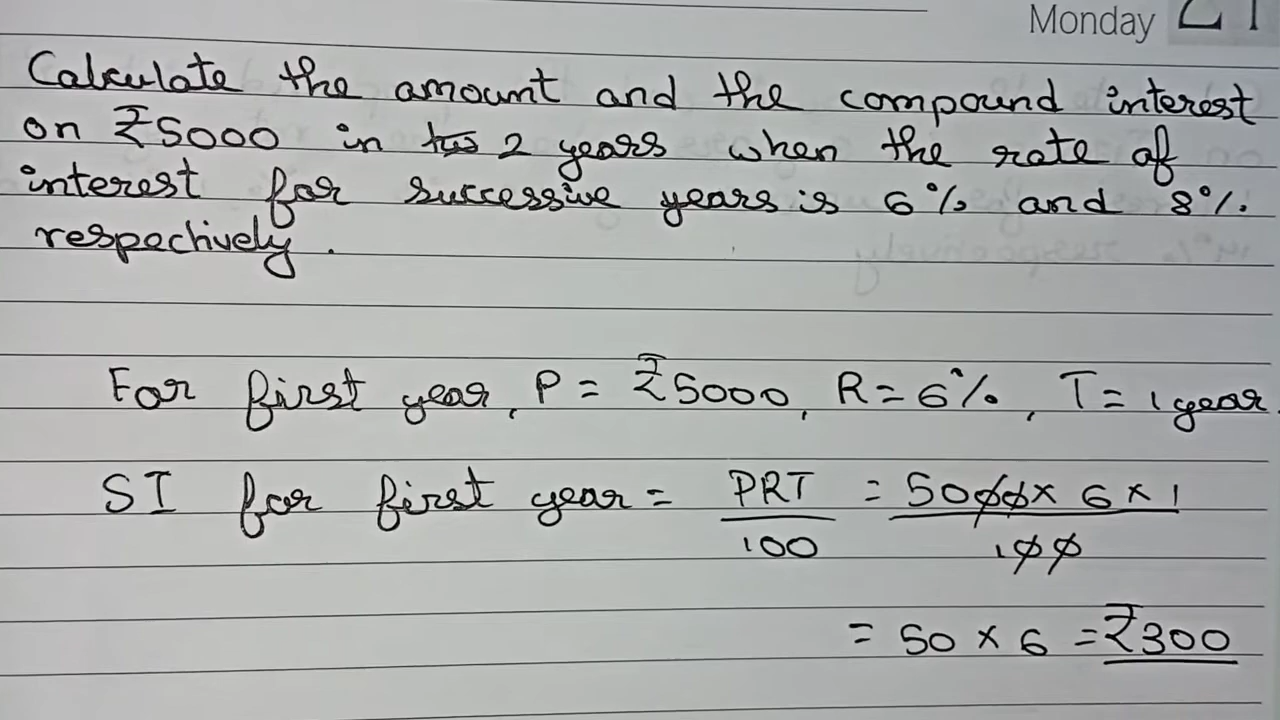 Monday
Calculate the amount and the compound interest
on ₹5000 in 2 years when the rate of
interest for successive years is 6% and 8%
respectively.
For first year, P = ₹5000, R = 6%, T = 1 year.
SI for first year = PRT/100 = 5000 × 6 × 1/100
= 50 × 6 = ₹300